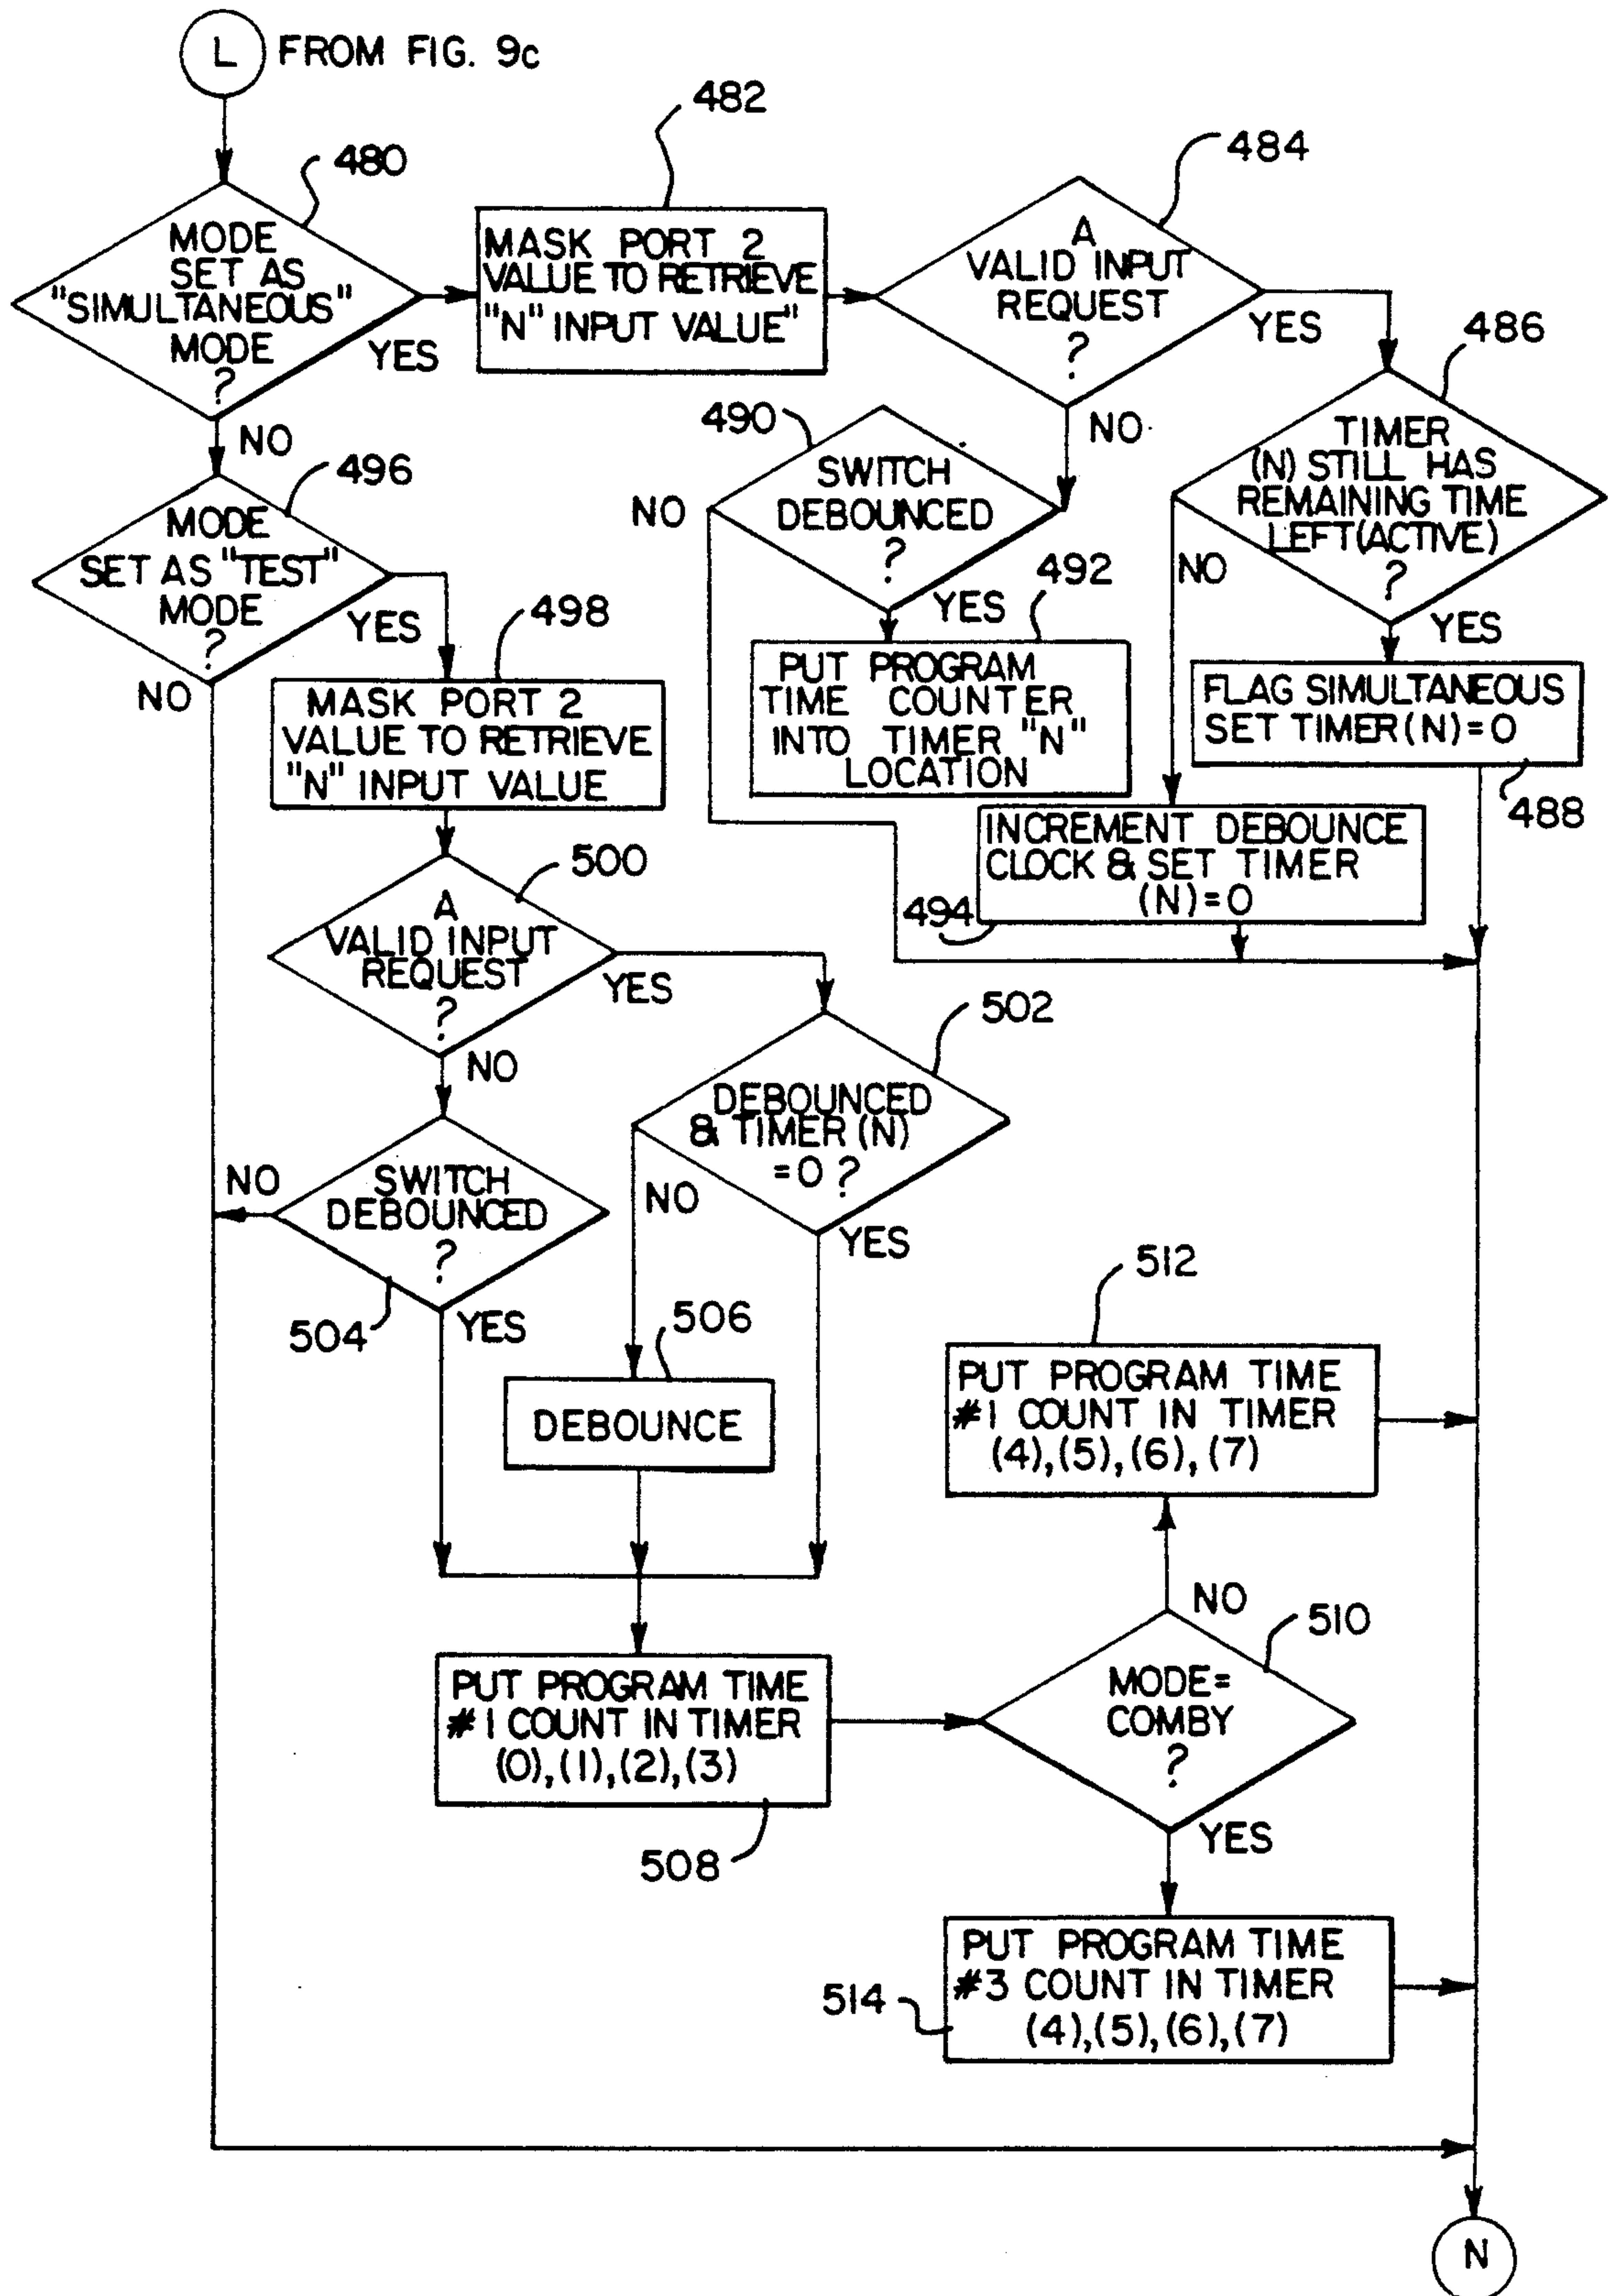 L FROM FIG. 9c
480
MODE
SET AS
"SIMULTANEOUS"
MODE
?
YES
NO
482
MASK PORT 2
VALUE TO RETRIEVE
"N" INPUT VALUE"
484
A
VALID INPUT
REQUEST
?
YES
NO
486
TIMER
(N) STILL HAS
REMAINING TIME
LEFT (ACTIVE)
?
NO
YES
FLAG SIMULTANEOUS
SET TIMER (N) = 0
488
490
SWITCH
DEBOUNCED
?
NO
YES
492
PUT PROGRAM
TIME COUNTER
INTO TIMER "N"
LOCATION
INCREMENT DEBOUNCE
CLOCK & SET TIMER
(N) = 0
494
496
MODE
SET AS "TEST"
MODE
?
YES
NO
498
MASK PORT 2
VALUE TO RETRIEVE
"N" INPUT VALUE
500
A
VALID INPUT
REQUEST
?
YES
NO
502
DEBOUNCED
& TIMER (N)
= 0 ?
NO
YES
SWITCH
DEBOUNCED
?
NO
YES
504
506
DEBOUNCE
PUT PROGRAM TIME
#1 COUNT IN TIMER
(0), (1), (2), (3)
508
510
MODE=
COMBY
?
NO
YES
512
PUT PROGRAM TIME
#1 COUNT IN TIMER
(4), (5), (6), (7)
514
PUT PROGRAM TIME
#3 COUNT IN TIMER
(4), (5), (6), (7)
N